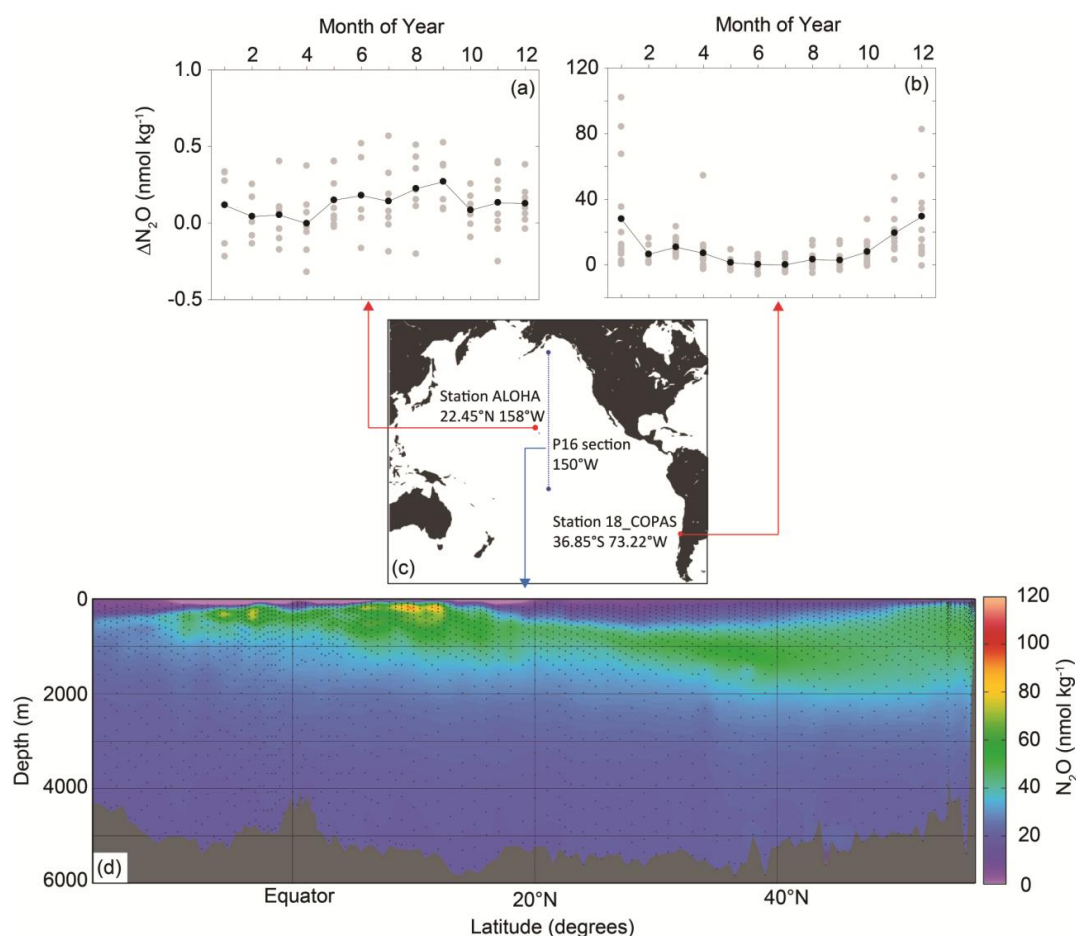 Month of Year
2 4 6 8 10 12
1.0
0.5
0.0
-0.5
ΔN₂O (nmol kg⁻¹)
(a)
Month of Year
2 4 6 8 10 12
120
80
40
20
0
(b)
Station ALOHA
22.45°N 158°W
P16 section
150°W
Station 18_COPAS
36.85°S 73.22°W
(c)
0
2000
4000
6000
Depth (m)
(d)
Equator 20°N 40°N
Latitude (degrees)
120
100
80
60
40
20
0
N₂O (nmol kg⁻¹)